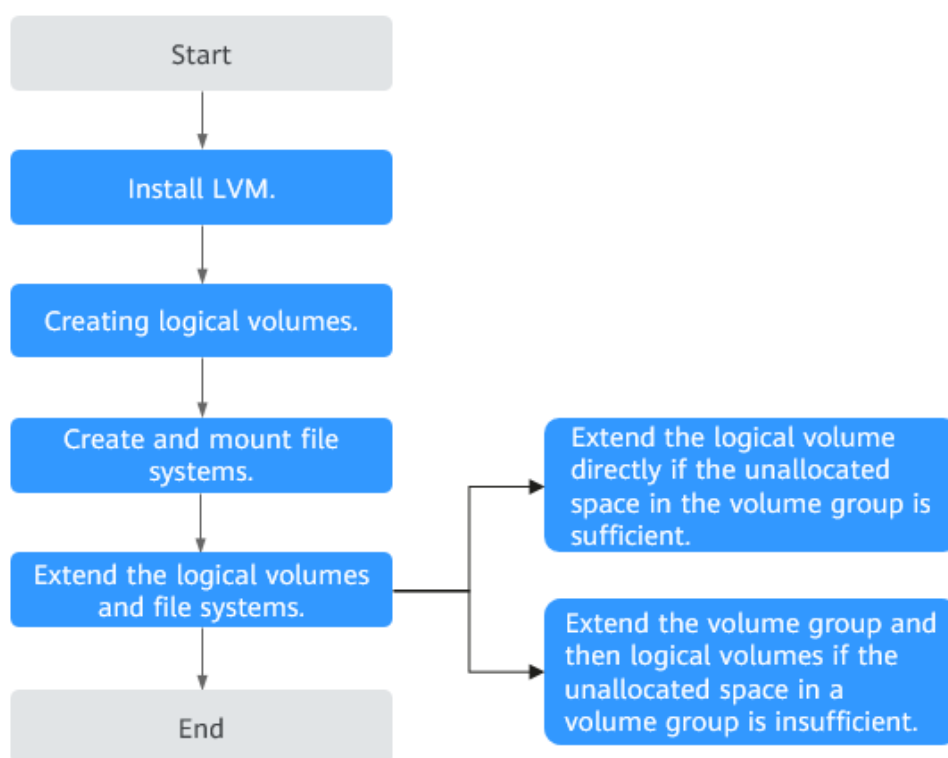 Start
Install LVM.
Creating logical volumes.
Create and mount file
systems.
Extend the logical volumes
and file systems.
End
Extend the logical volume
directly if the unallocated
space in the volume group is
sufficient.
Extend the volume group and
then logical volumes if the
unallocated space in a
volume group is insufficient.